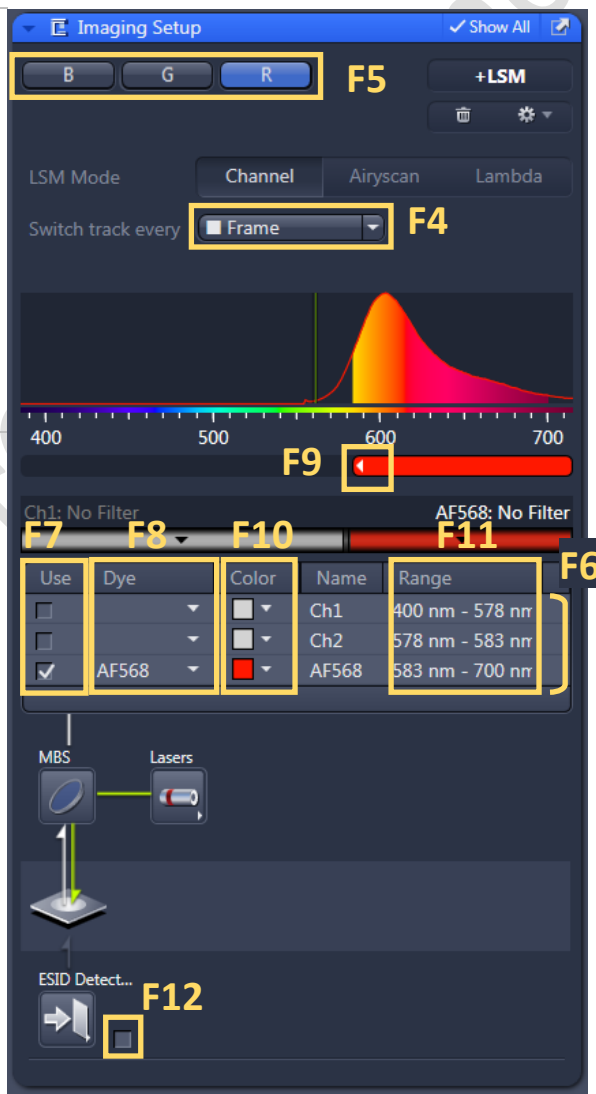 Imaging Setup ✓ Show All
B G R F5 +LSM
LSM Mode Channel Airyscan Lambda
Switch track every Frame F4
400 500 600 700
F9
Ch1: No Filter AF568: No Filter
F7 F8 F10 F11
Use Dye Color Name Range F6
Ch1 400 nm - 578 nm
Ch2 578 nm - 583 nm
AF568 AF568 583 nm - 700 nm
MBS Lasers
ESID Detect...
F12